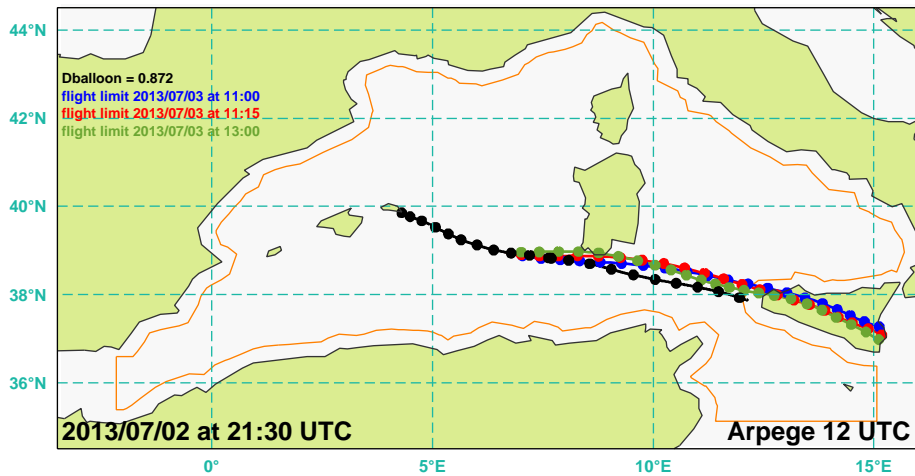 44°N
Dballoon = 0.872
flight limit 2013/07/03 at 11:00
flight limit 2013/07/03 at 11:15
flight limit 2013/07/03 at 13:00
42°N
40°N
38°N
36°N
2013/07/02 at 21:30 UTC
Arpege 12 UTC
0°
5°E
10°E
15°E